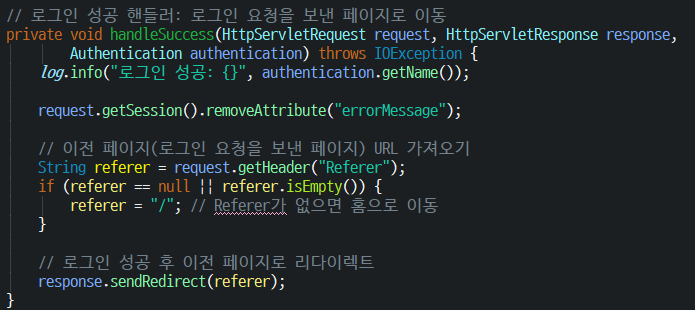 // 로그인 성공 핸들러: 로그인 요청을 보낸 페이지로 이동
private void handleSuccess(HttpServletRequest request, HttpServletResponse response,
        Authentication authentication) throws IOException {
    log.info("로그인 성공: {}", authentication.getName());

    request.getSession().removeAttribute("errorMessage");

    // 이전 페이지(로그인 요청을 보낸 페이지) URL 가져오기
    String referer = request.getHeader("Referer");
    if (referer == null || referer.isEmpty()) {
        referer = "/"; // Referer가 없으면 홈으로 이동
    }

    // 로그인 성공 후 이전 페이지로 리다이렉트
    response.sendRedirect(referer);
}